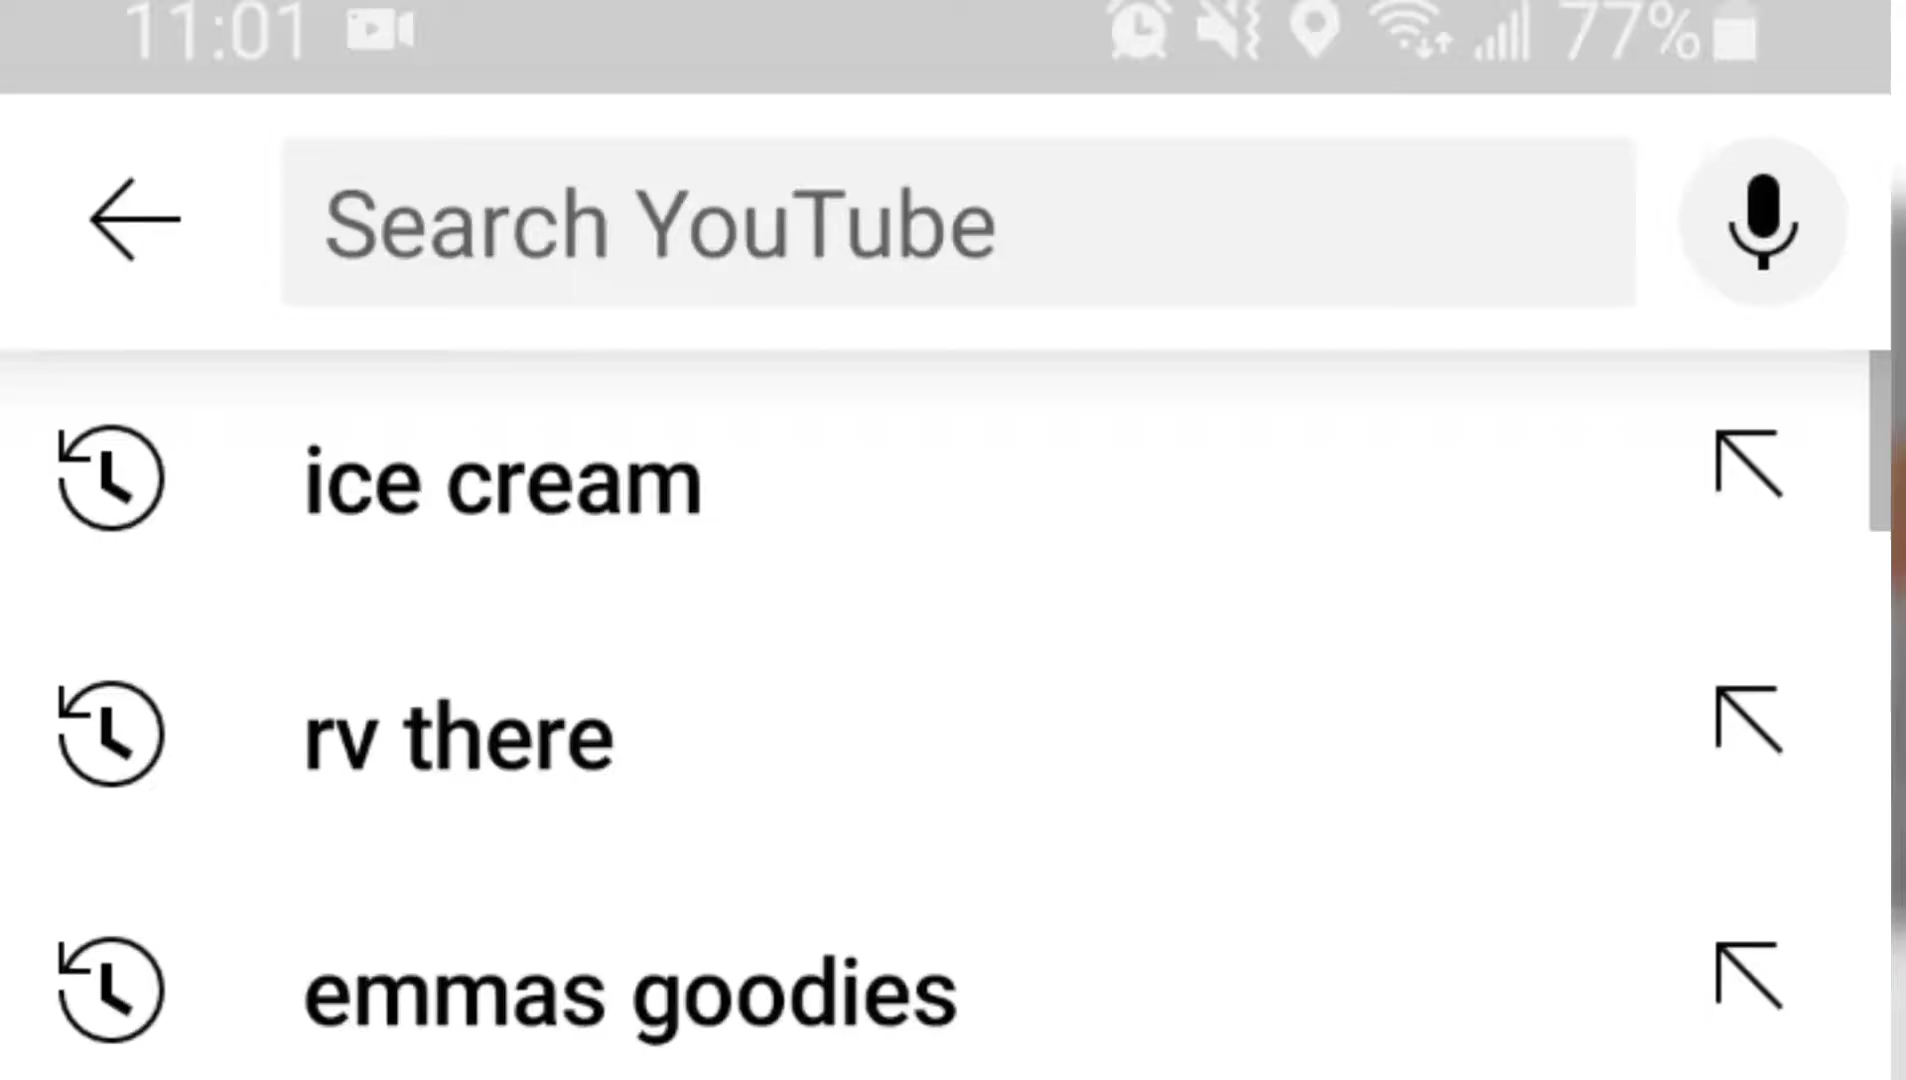 11:01 77%
Search YouTube
ice cream
rv there
emmas goodies